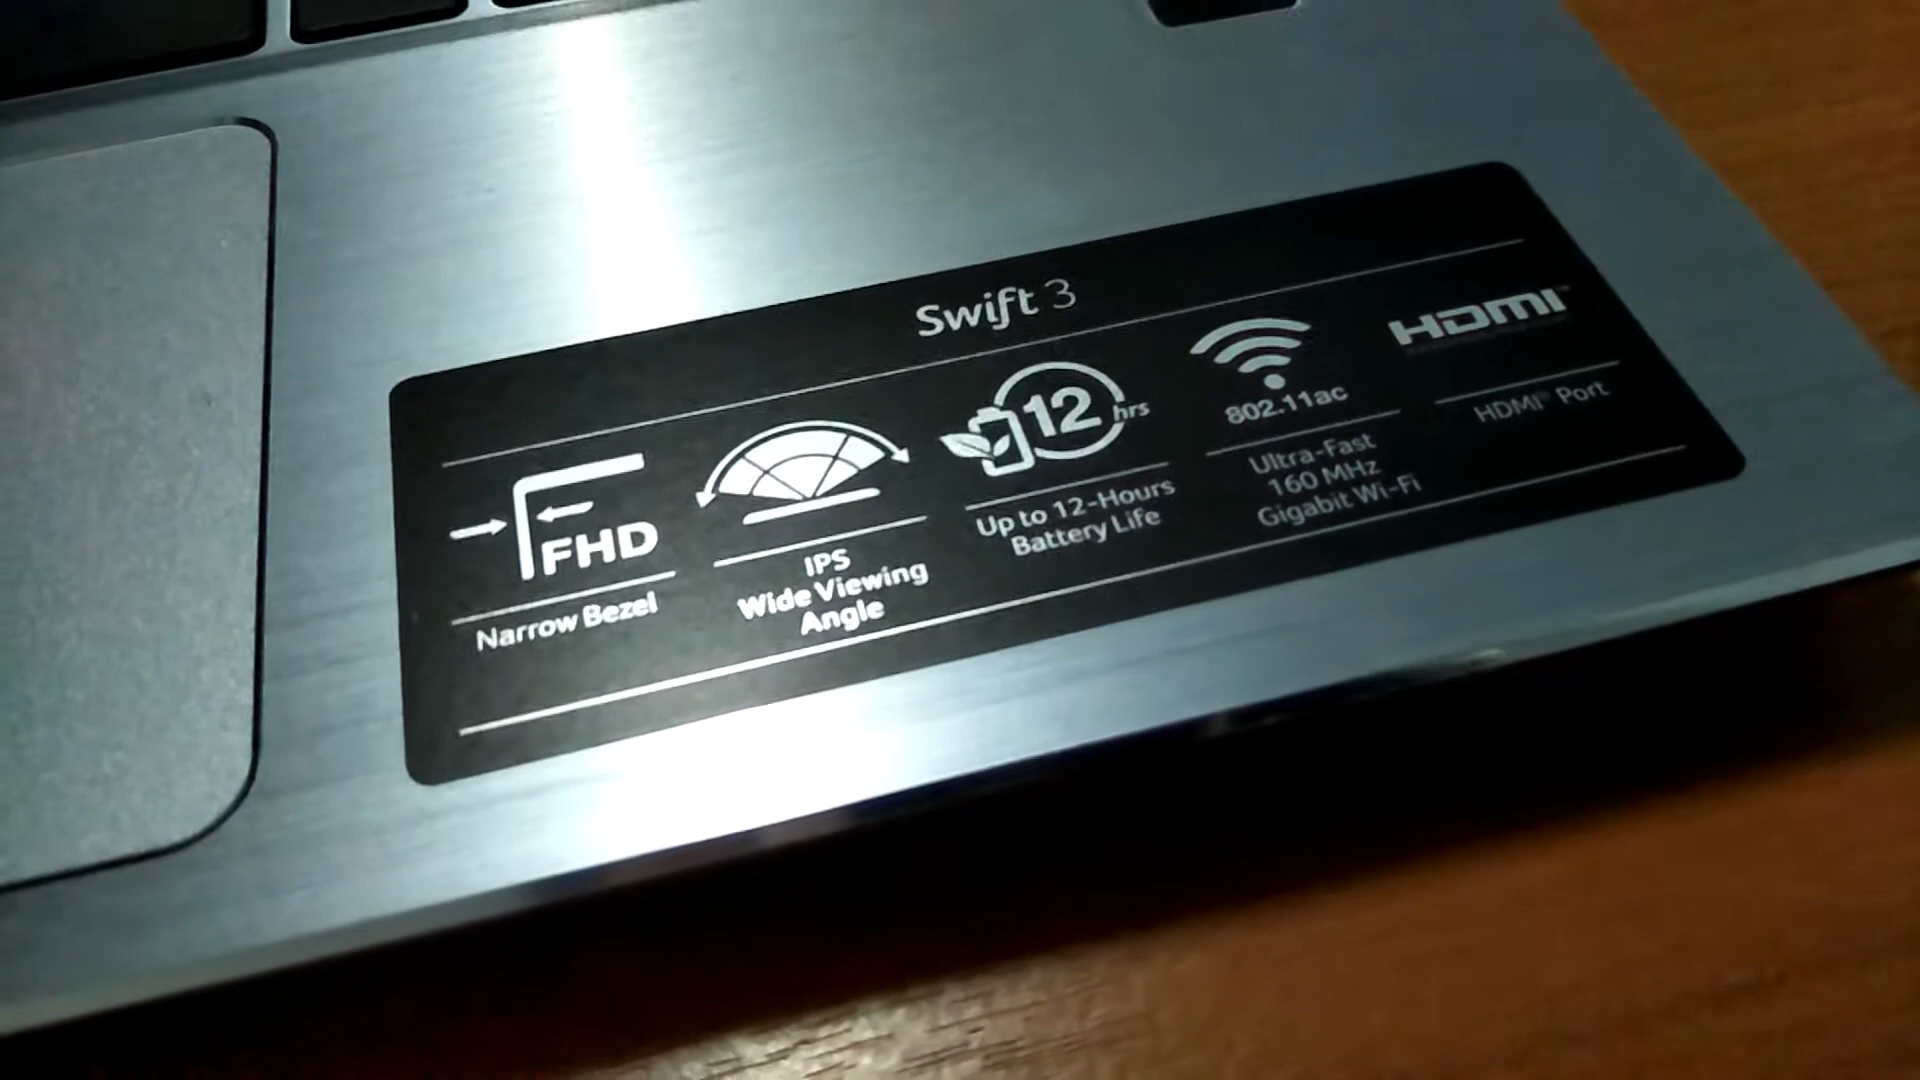 Swift 3
FHD
Narrow Bezel
IPS
Wide Viewing
Angle
12 hrs
Up to 12-Hours
Battery Life
802.11ac
Ultra-Fast
160 MHz
Gigabit Wi-Fi
HDMI™
HDMI® Port